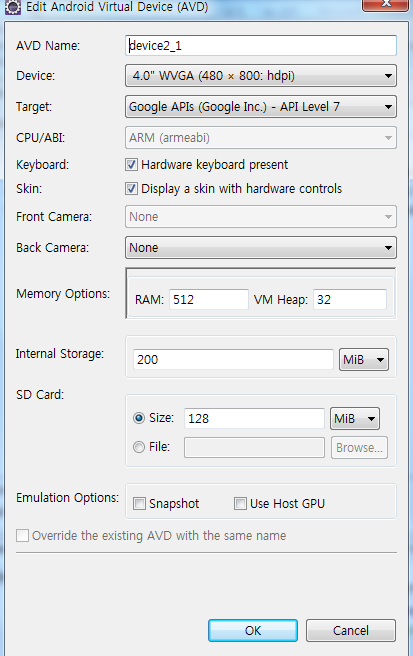 Edit Android Virtual Device (AVD)
AVD Name: device2_1
Device: 4.0" WVGA (480 × 800: hdpi)
Target: Google APIs (Google Inc.) - API Level 7
CPU/ABI: ARM (armeabi)
Keyboard: Hardware keyboard present
Skin: Display a skin with hardware controls
Front Camera: None
Back Camera: None
Memory Options: RAM: 512 VM Heap: 32
Internal Storage: 200 MiB
SD Card:
Size: 128 MiB
File: Browse...
Emulation Options: Snapshot Use Host GPU
Override the existing AVD with the same name
OK Cancel